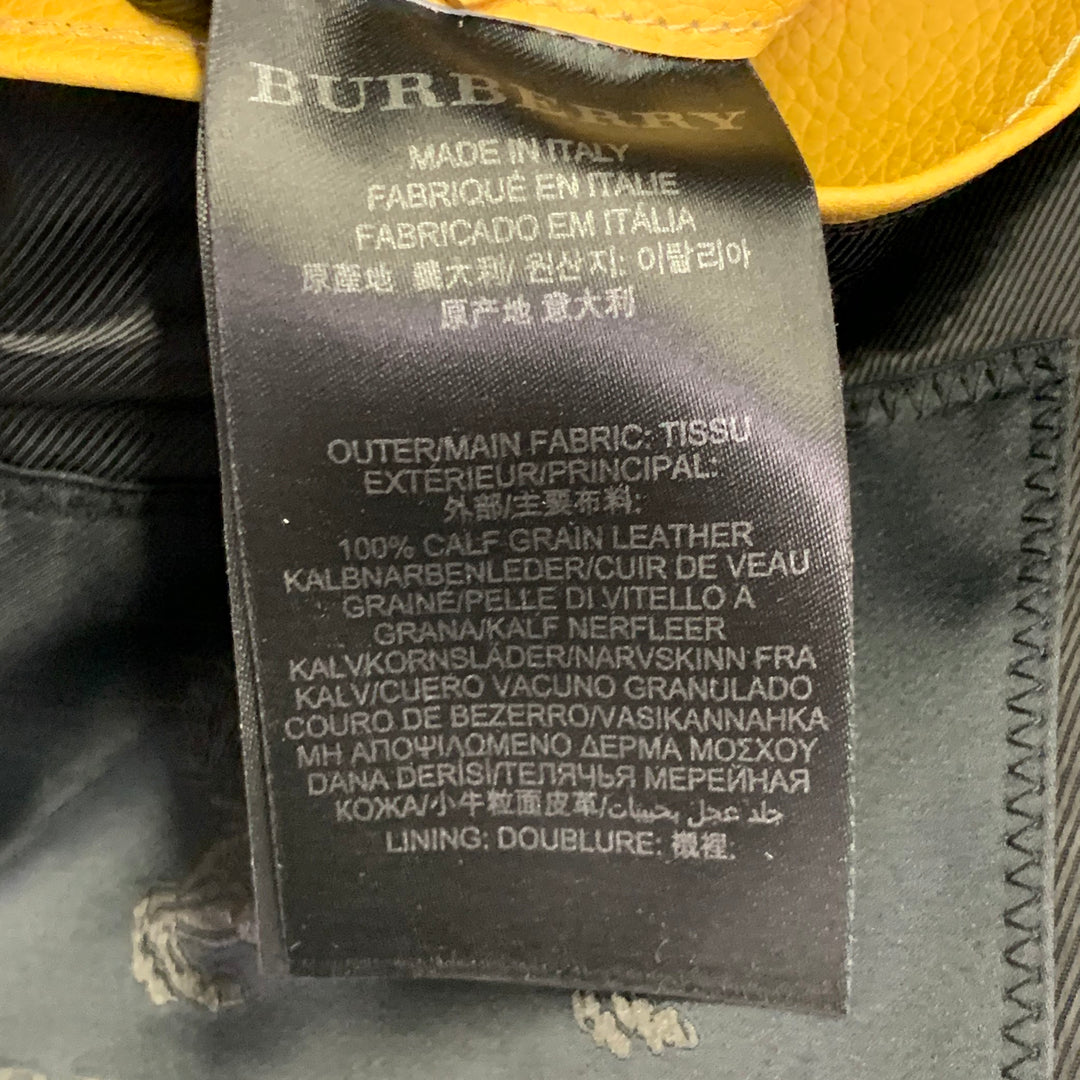 BURBERRY
MADE IN ITALY
FABRIQUÉ EN ITALIE
FABRICADO EM ITÁLIA
原産地 義大利/ 원산지: 이탈리아
原产地 意大利
OUTER/MAIN FABRIC: TISSU
EXTÉRIEUR/PRINCIPAL:
外部/主要布料:
100% CALF GRAIN LEATHER
KALBNARBENLEDER/CUIR DE VEAU
GRAINÉ/PELLE DI VITELLO A
GRANA/KALF NERFLEER
KALVKORNSLÄDER/NARVSKINN FRA
KALV/CUERO VACUNO GRANULADO
COURO DE BEZERRO/VASIKANNAHKA
ΜΗ ΑΠΟΨΙΛΩΜΕΝΟ ΔΕΡΜΑ ΜΟΣΧΟΥ
DANA DERİSİ/ТЕЛЯЧЬЯ МЕРЕЙНАЯ
КОЖА/小牛粒面皮革/جلد عجل بحبيبات
LINING: DOUBLURE: 襯裡: